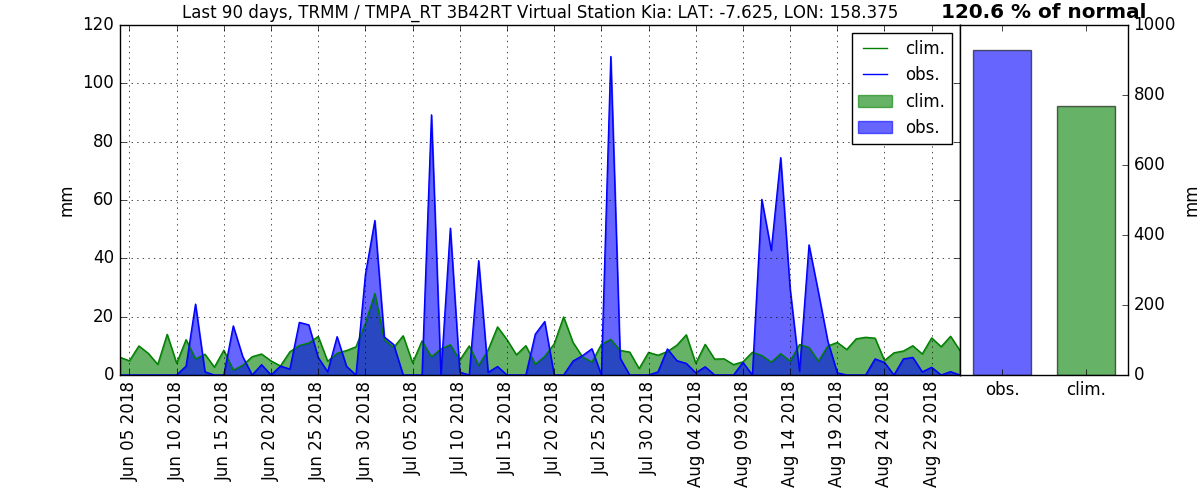 Last 90 days, TRMM / TMPA_RT 3B42RT Virtual Station Kia: LAT: -7.625, LON: 158.375
120.6 % of normal
120
100
80
60
40
20
0
mm
clim.
obs.
clim.
obs.
Jun 05 2018
Jun 10 2018
Jun 15 2018
Jun 20 2018
Jun 25 2018
Jun 30 2018
Jul 05 2018
Jul 10 2018
Jul 15 2018
Jul 20 2018
Jul 25 2018
Jul 30 2018
Aug 04 2018
Aug 09 2018
Aug 14 2018
Aug 19 2018
Aug 24 2018
Aug 29 2018
1000
800
600
400
200
0
mm
obs.
clim.